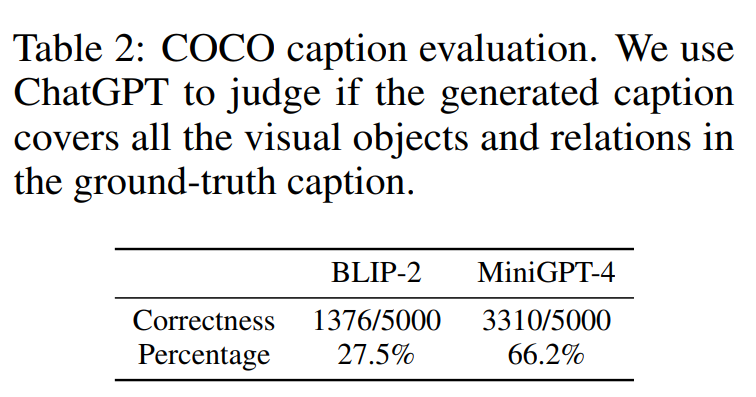 Table 2: COCO caption evaluation. We use
ChatGPT to judge if the generated caption
covers all the visual objects and relations in
the ground-truth caption.
BLIP-2 MiniGPT-4
Correctness 1376/5000 3310/5000
Percentage 27.5% 66.2%